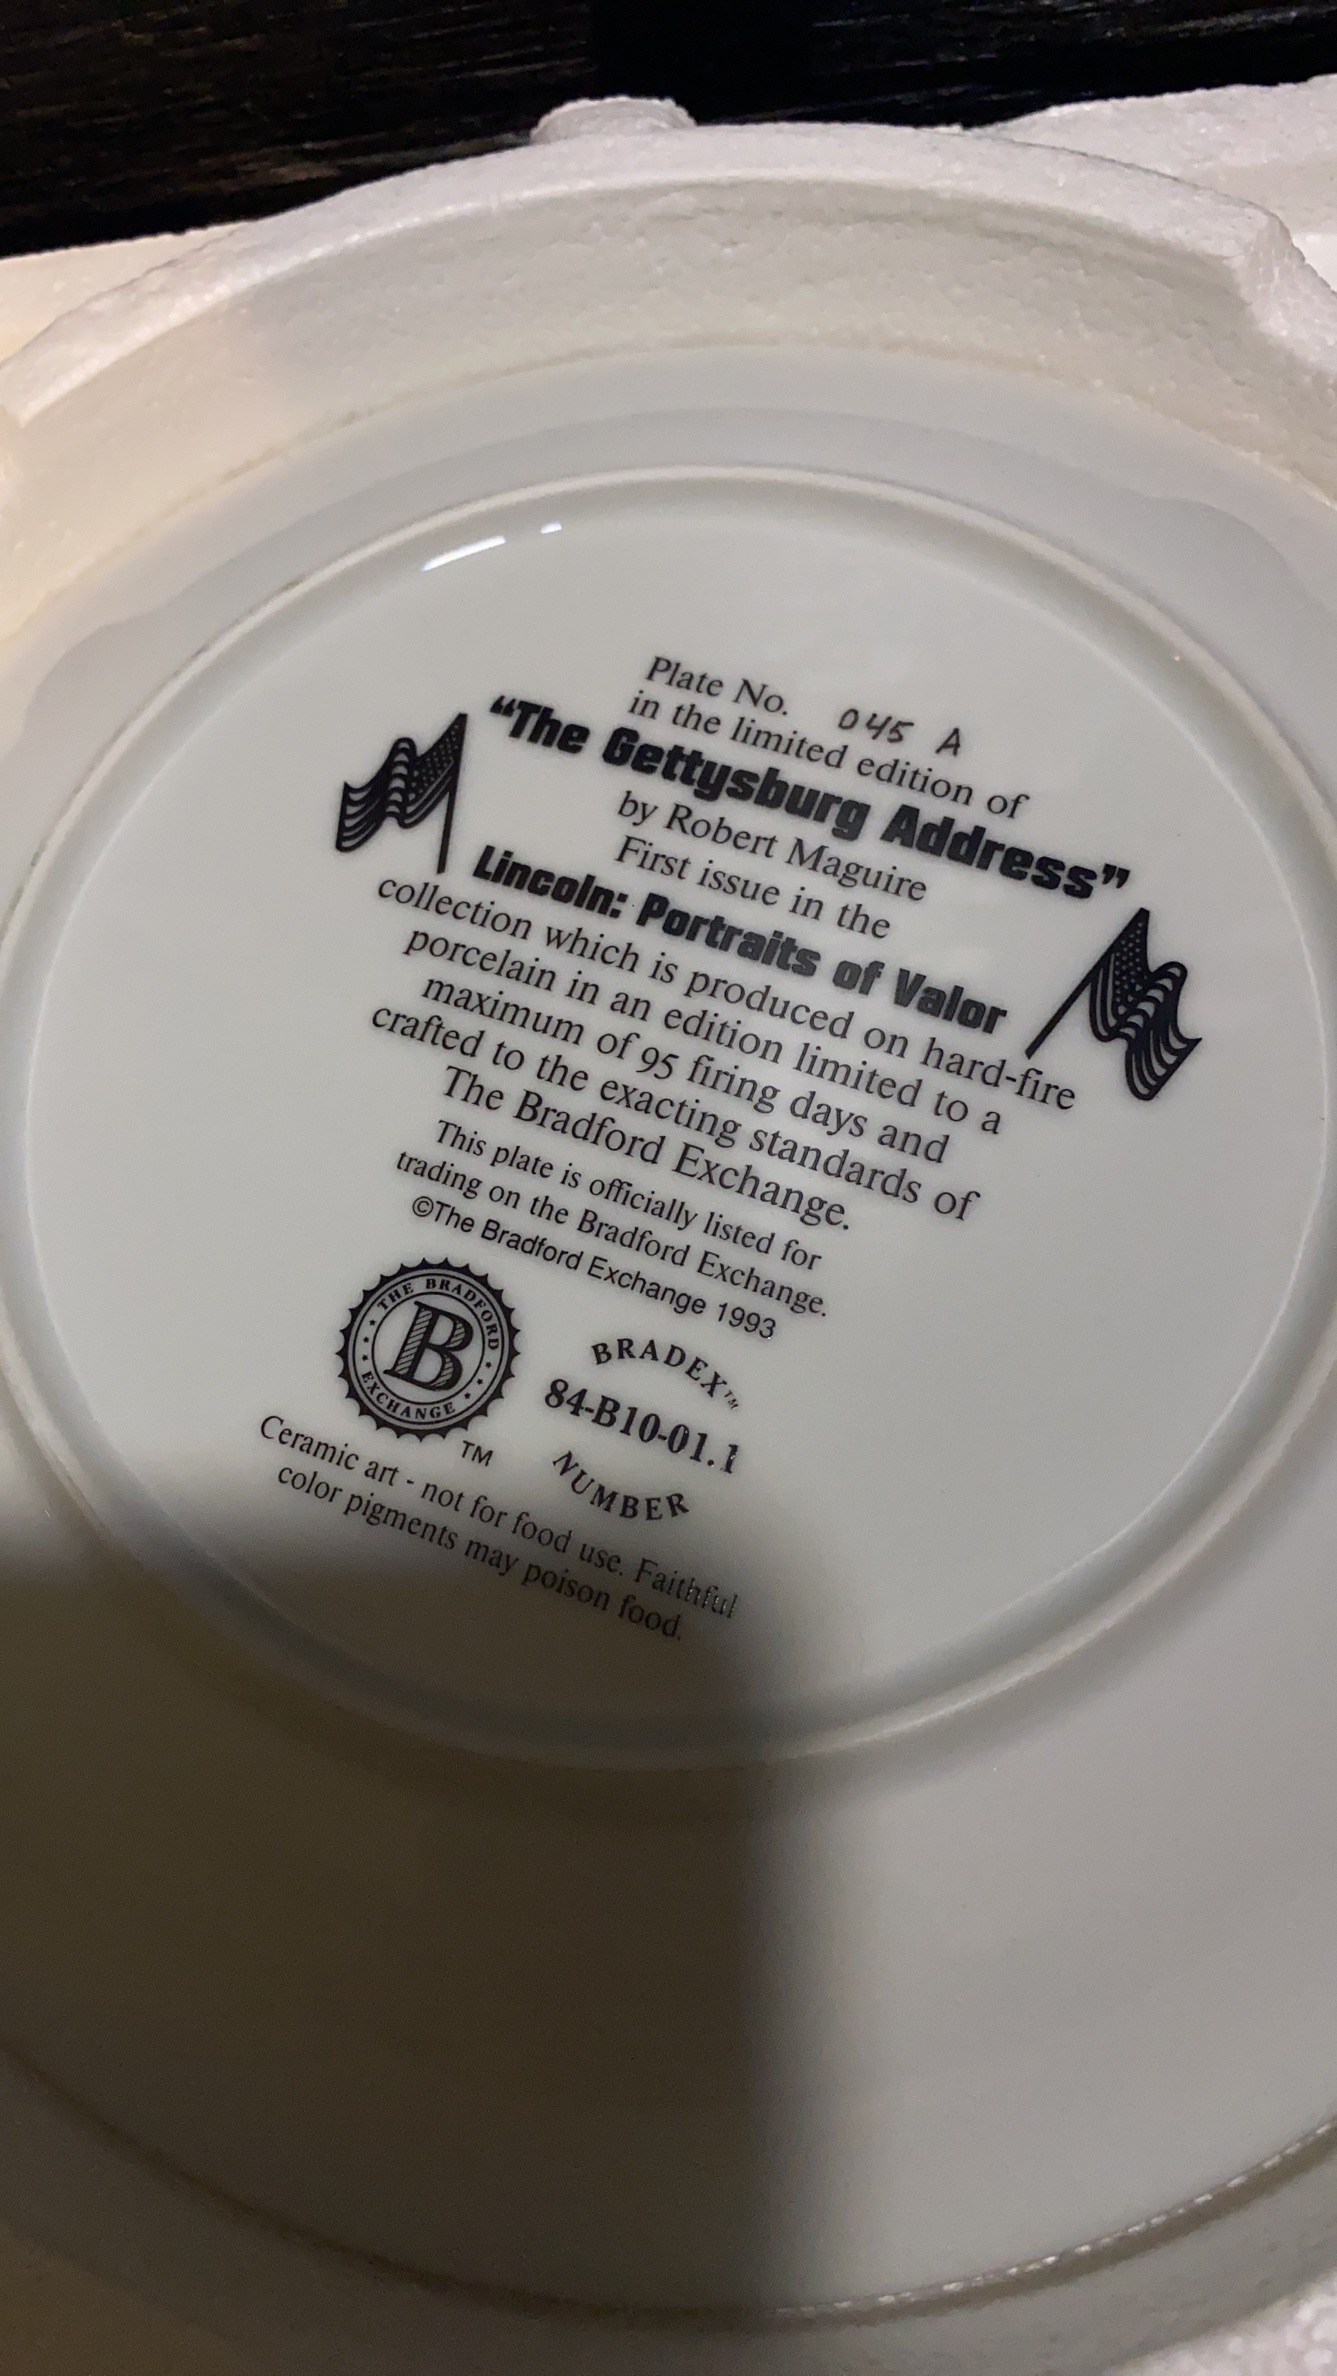 Plate No. 045 A
in the limited edition of
“The Gettysburg Address”
by Robert Maguire
First issue in the
Lincoln: Portraits of Valor
collection which is produced on hard-fire
porcelain in an edition limited to a
maximum of 95 firing days and
crafted to the exacting standards of
The Bradford Exchange.
This plate is officially listed for
trading on the Bradford Exchange.
©The Bradford Exchange 1993
THE BRADFORD
B
EXCHANGE
TM
BRADEX™
84-B10-01.1
NUMBER
Ceramic art - not for food use. Faithful
color pigments may poison food.